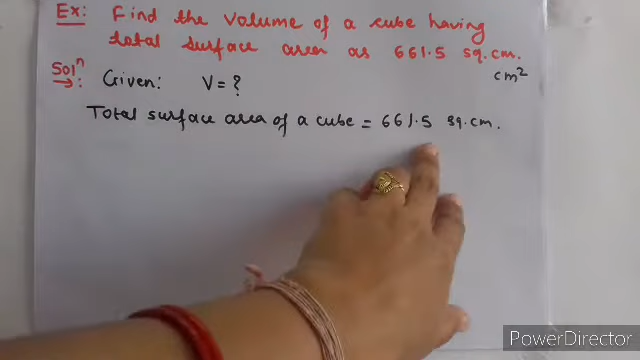 Ex: Find the volume of a cube having
total surface area as 661.5 sq.cm.
cm²
Solⁿ: Given: V = ?
Total surface area of a cube = 661.5 sq.cm.
PowerDirector